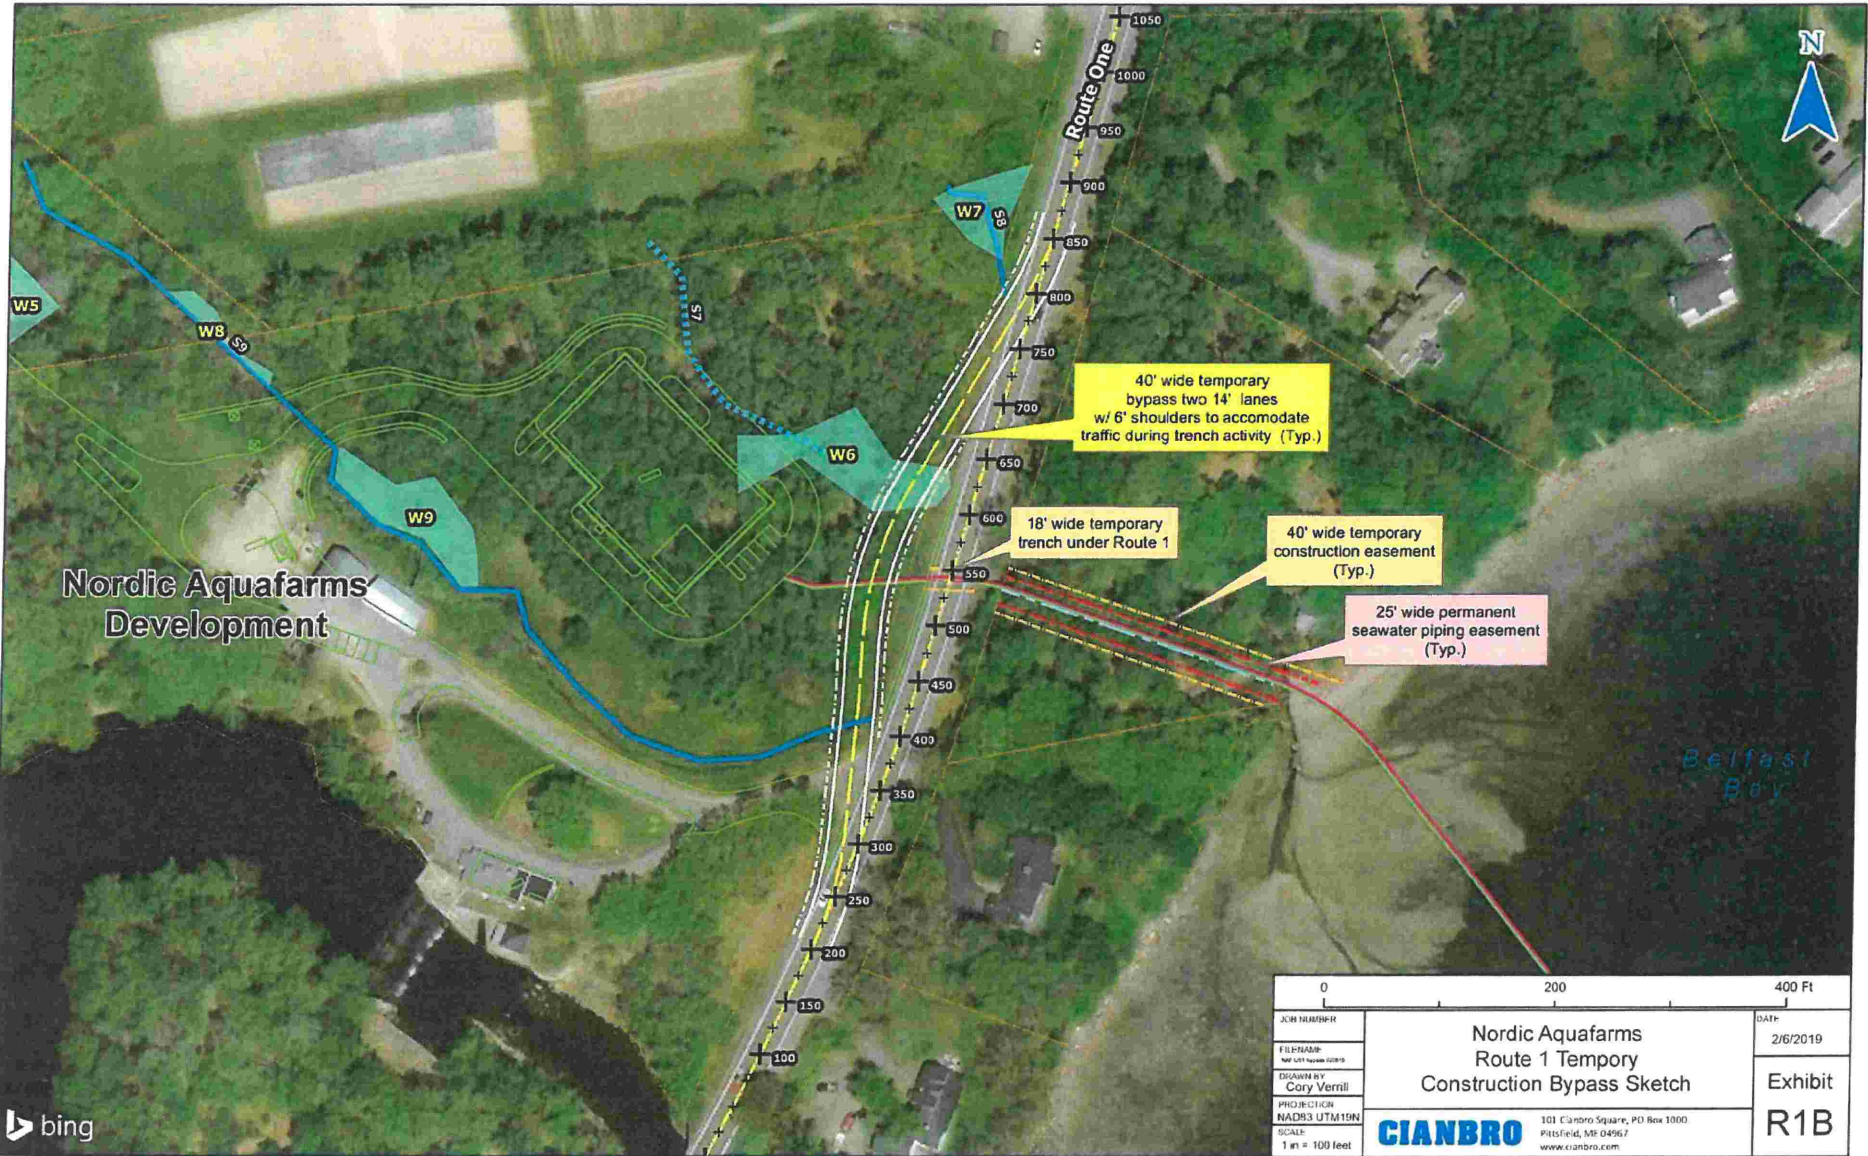 N
Route One
1050
1000
950
900
850
800
750
700
650
600
550
500
450
400
350
300
250
200
150
100
W5
W8
S9
W9
S7
W6
W7
S8
40' wide temporary
bypass two 14' lanes
w/ 6' shoulders to accomodate
traffic during trench activity (Typ.)
18' wide temporary
trench under Route 1
40' wide temporary
construction easement
(Typ.)
25' wide permanent
seawater piping easement
(Typ.)
Nordic Aquafarms
Development
Belfast
Bay
bing
0 200 400 Ft
JOB NUMBER
FILENAME
DRAWN BY
Cory Verrill
PROJECTION
NAD83 UTM19N
SCALE
1 in = 100 feet
Nordic Aquafarms
Route 1 Tempory
Construction Bypass Sketch
CIANBRO
101 Cianbro Square, PO Box 1000
Pittsfield, ME 04967
www.cianbro.com
DATE
2/6/2019
Exhibit
R1B